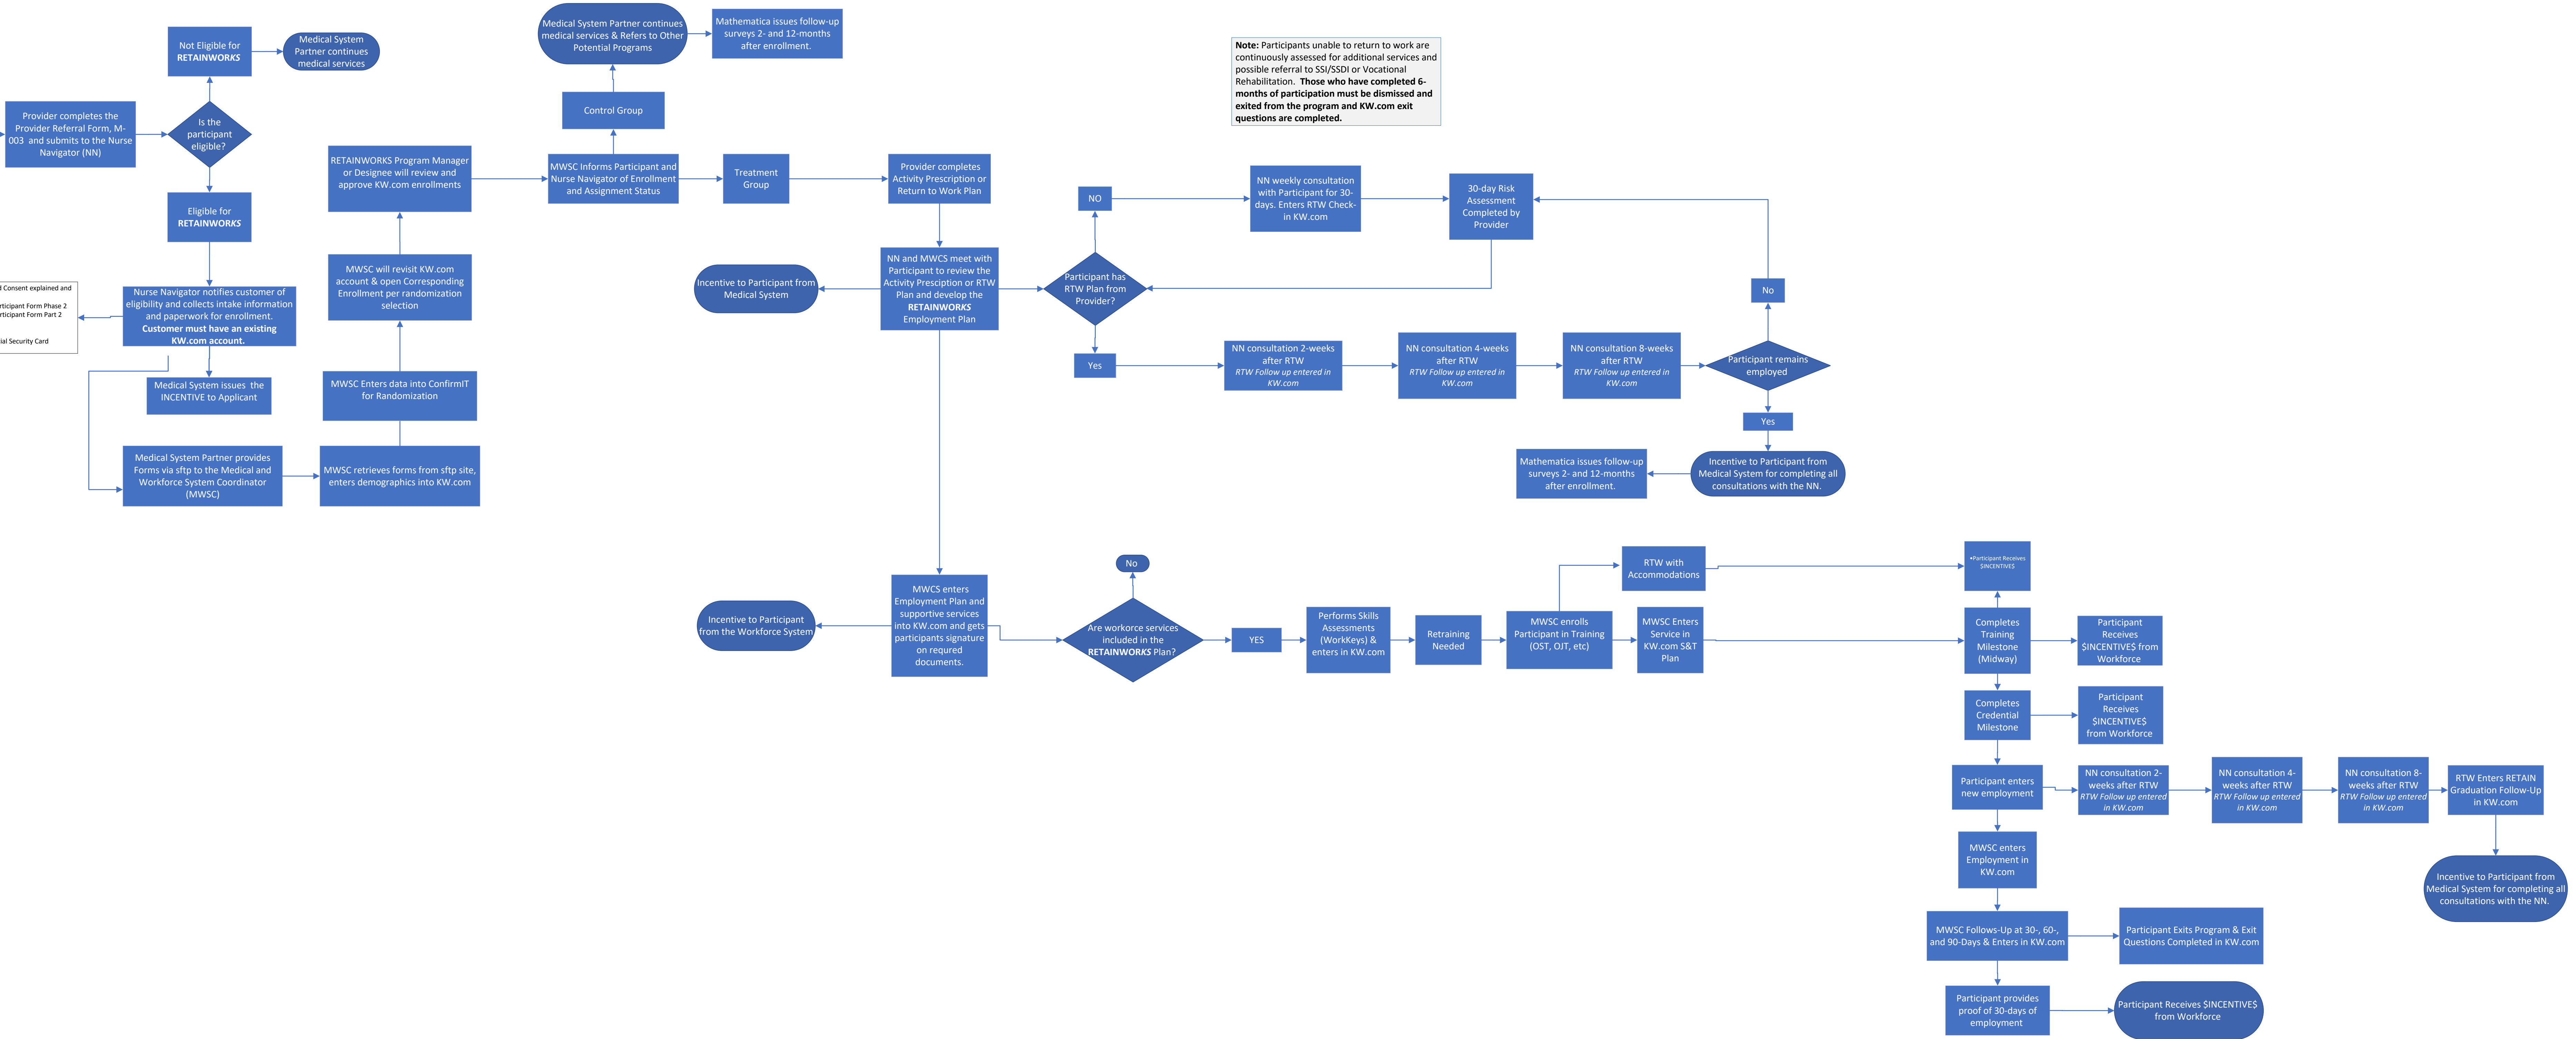 Not Eligible for
RETAINWORKS
Medical System
Partner continues
medical services
Provider completes the
Provider Referral Form, M-
003 and submits to the Nurse
Navigator (NN)
Is the
participant
eligible?
Eligible for
RETAINWORKS
d Consent explained and
rticipant Form Phase 2
rticipant Form Part 2
ial Security Card
Nurse Navigator notifies customer of
eligibility and collects intake information
and paperwork for enrollment.
Customer must have an existing
KW.com account.
Medical System issues the
INCENTIVE to Applicant
Medical System Partner provides
Forms via sftp to the Medical and
Workforce System Coordinator
(MWSC)
MWSC retrieves forms from sftp site,
enters demographics into KW.com
MWSC Enters data into ConfirmIT
for Randomization
MWSC will revisit KW.com
account & open Corresponding
Enrollment per randomization
selection
RETAINWORKS Program Manager
or Designee will review and
approve KW.com enrollments
MWSC Informs Participant and
Nurse Navigator of Enrollment
and Assignment Status
Control Group
Medical System Partner continues
medical services & Refers to Other
Potential Programs
Mathematica issues follow-up
surveys 2- and 12-months
after enrollment.
Treatment
Group
Provider completes
Activity Prescription or
Return to Work Plan
NN and MWCS meet with
Participant to review the
Activity Presciption or RTW
Plan and develop the
RETAINWORKS
Employment Plan
Incentive to Participant from
Medical System
Note: Participants unable to return to work are
continuously assessed for additional services and
possible referral to SSI/SSDI or Vocational
Rehabilitation. Those who have completed 6-
months of participation must be dismissed and
exited from the program and KW.com exit
questions are completed.
Participant has
RTW Plan from
Provider?
NO
NN weekly consultation
with Participant for 30-
days. Enters RTW Check-
in KW.com
30-day Risk
Assessment
Completed by
Provider
Yes
NN consultation 2-weeks
after RTW
RTW Follow up entered in
KW.com
NN consultation 4-weeks
after RTW
RTW Follow up entered in
KW.com
NN consultation 8-weeks
after RTW
RTW Follow up entered in
KW.com
Participant remains
employed
No
Yes
Incentive to Participant from
Medical System for completing all
consultations with the NN.
Mathematica issues follow-up
surveys 2- and 12-months
after enrollment.
MWCS enters
Employment Plan and
supportive services
into KW.com and gets
participants signature
on requred
documents.
Incentive to Participant
from the Workforce System
Are workorce services
included in the
RETAINWORKS Plan?
No
YES
Performs Skills
Assessments
(WorkKeys) &
enters in KW.com
Retraining
Needed
MWSC enrolls
Participant in Training
(OST, OJT, etc)
RTW with
Accommodations
MWSC Enters
Service in
KW.com S&T
Plan
•Participant Receives
$INCENTIVE$
Completes
Training
Milestone
(Midway)
Participant
Receives
$INCENTIVE$ from
Workforce
Completes
Credential
Milestone
Participant
Receives
$INCENTIVE$
from Workforce
Participant enters
new employment
NN consultation 2-
weeks after RTW
RTW Follow up entered
in KW.com
NN consultation 4-
weeks after RTW
RTW Follow up entered
in KW.com
NN consultation 8-
weeks after RTW
RTW Follow up entered
in KW.com
RTW Enters RETAIN
Graduation Follow-Up
in KW.com
Incentive to Participant from
Medical System for completing all
consultations with the NN.
MWSC enters
Employment in
KW.com
MWSC Follows-Up at 30-, 60-,
and 90-Days & Enters in KW.com
Participant Exits Program & Exit
Questions Completed in KW.com
Participant provides
proof of 30-days of
employment
Participant Receives $INCENTIVE$
from Workforce